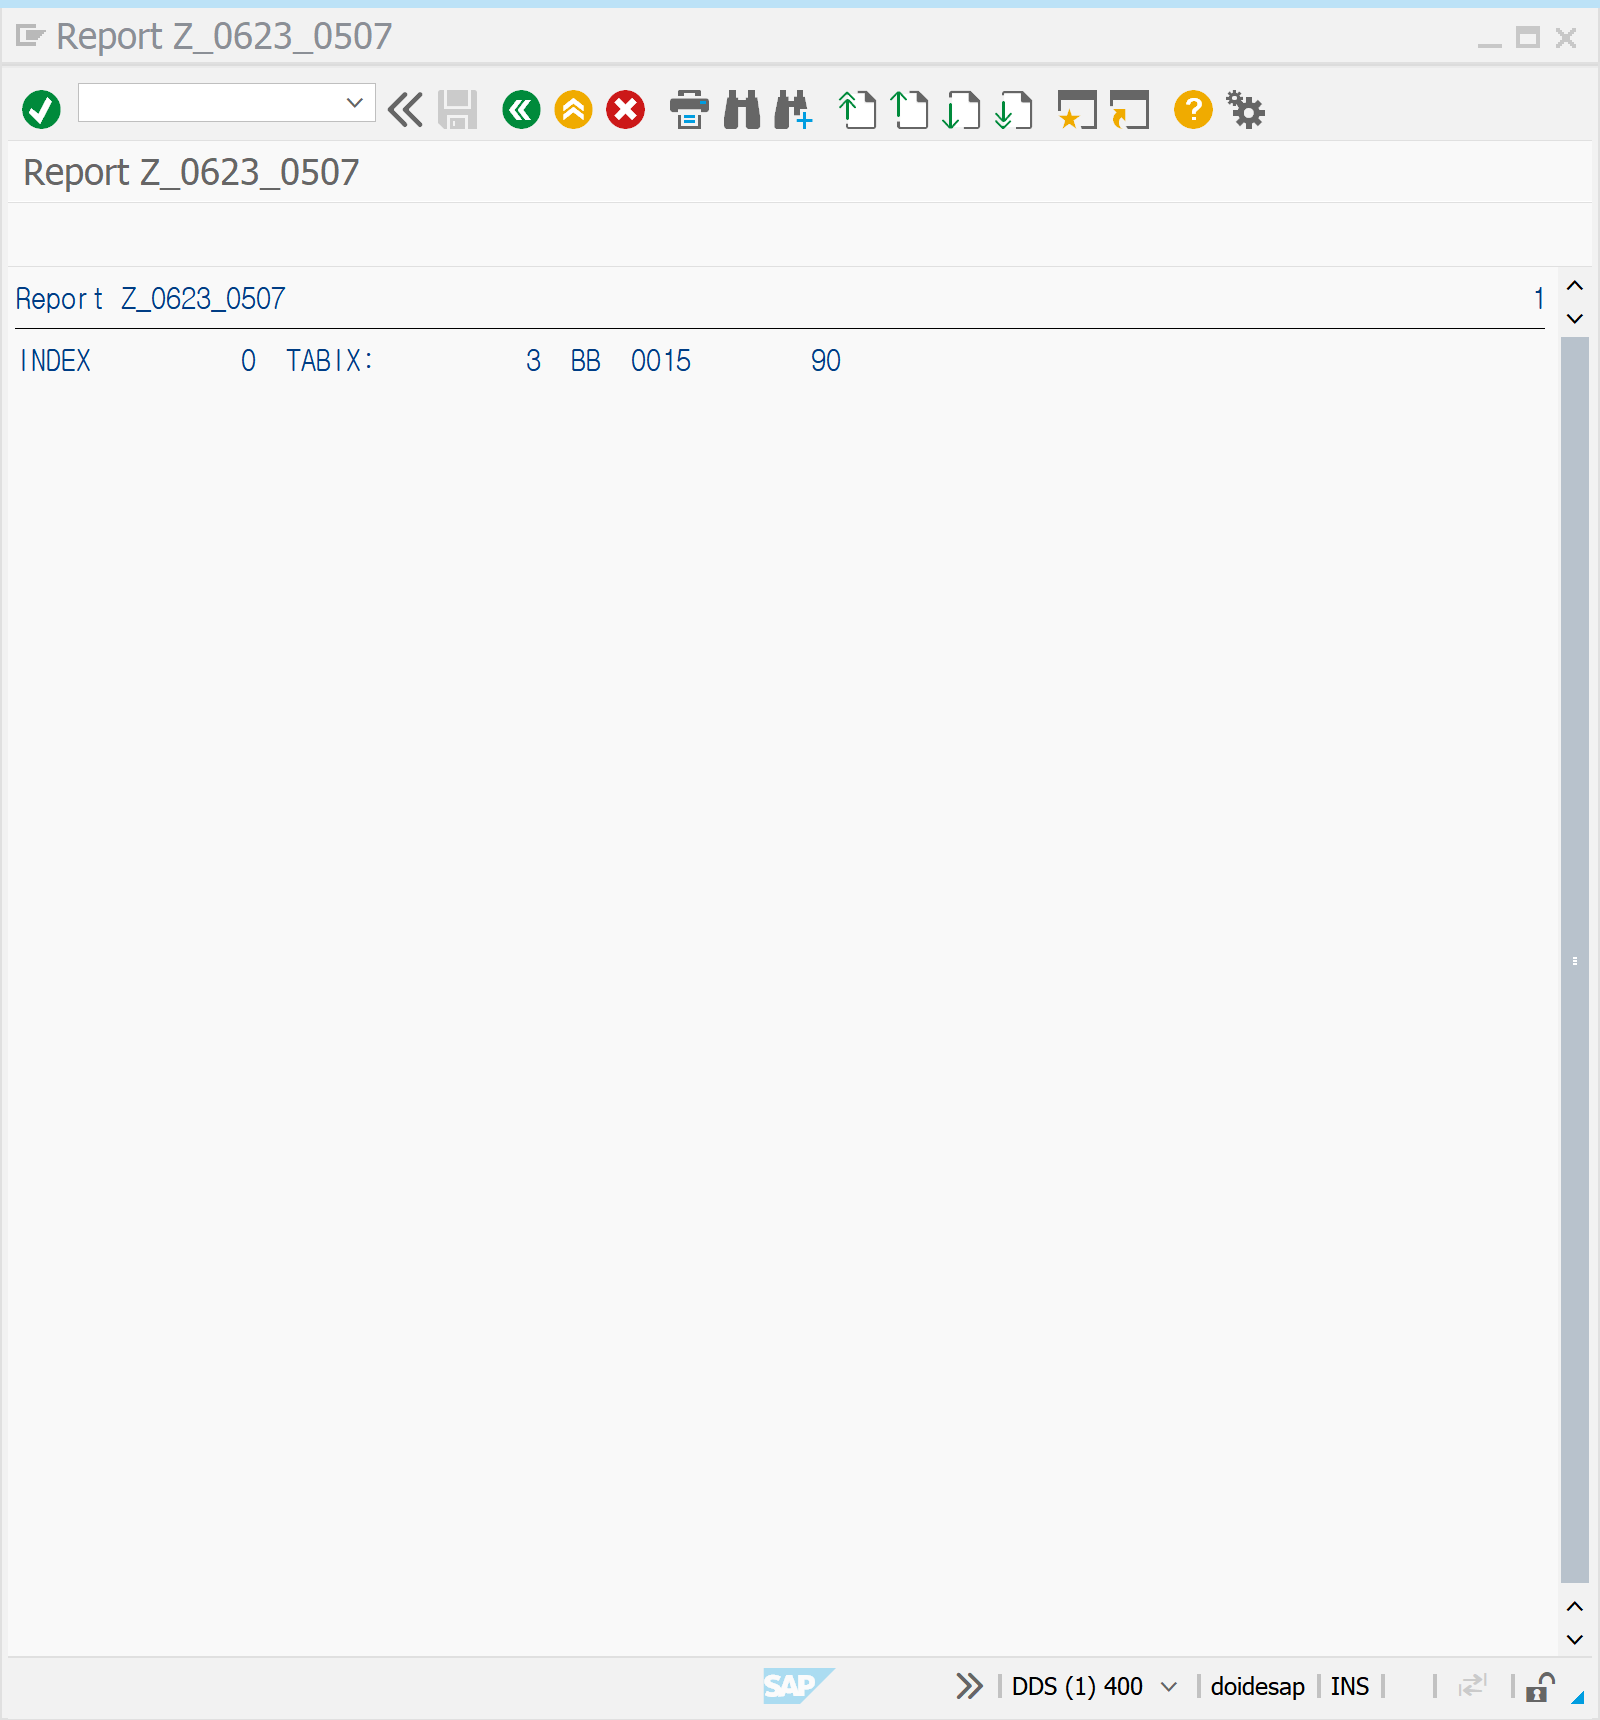 Report Z_0623_0507
Report Z_0623_0507
Report Z_0623_0507 1
INDEX 0 TABIX: 3 BB 0015 90
SAP DDS (1) 400 doidesap INS